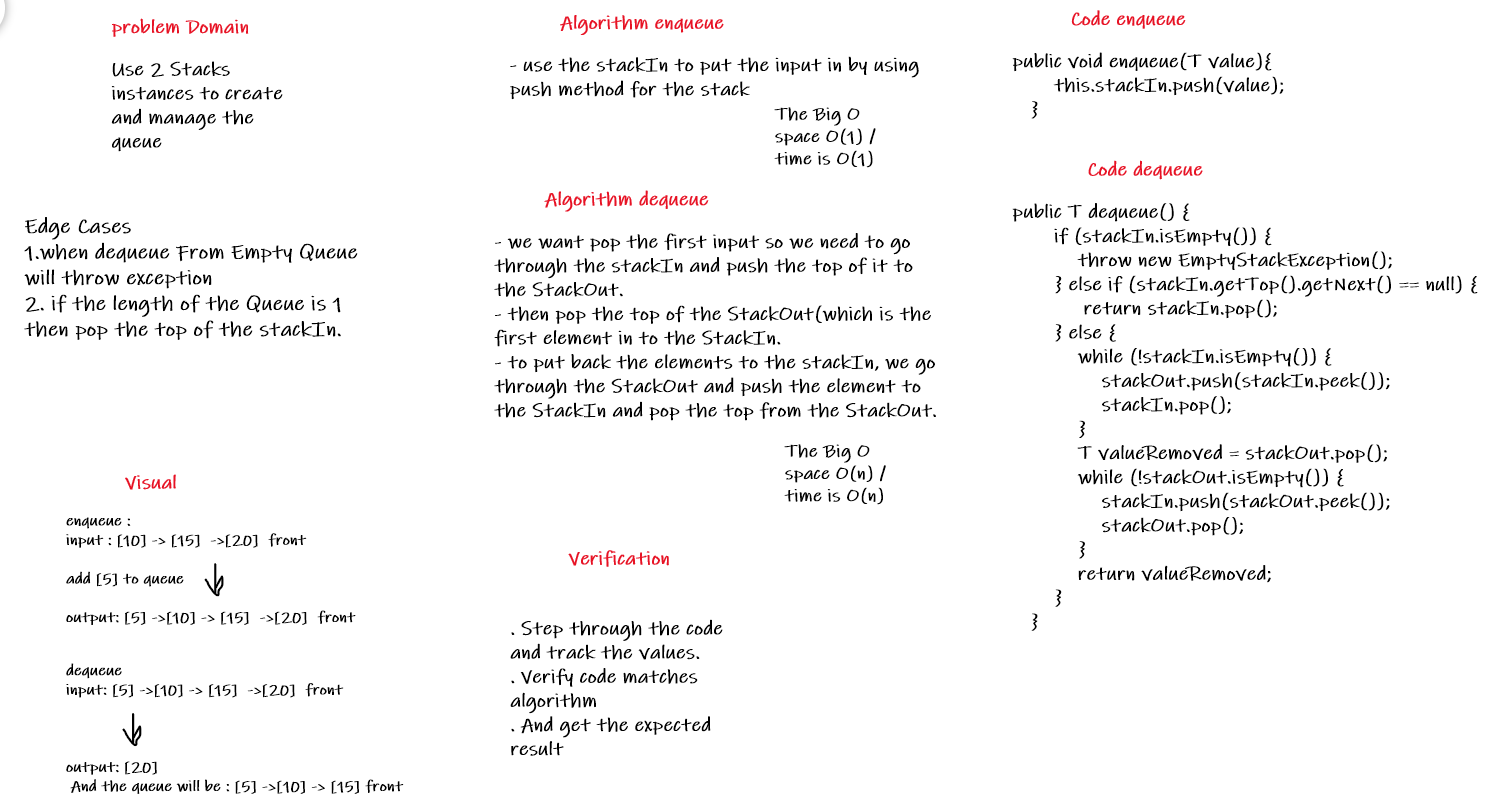 problem Domain
Use 2 Stacks
instances to create
and manage the
queue
Edge Cases
1.when dequeue From Empty Queue
will throw exception
2. if the length of the Queue is 1
then pop the top of the stackIn.
Visual
enqueue :
input : [10] -> [15] ->[20] front
add [5] to queue
output: [5] ->[10] -> [15] ->[20] front
dequeue
input: [5] ->[10] -> [15] ->[20] front
output: [20]
And the queue will be : [5] ->[10] -> [15] front
Algorithm enqueue
- use the stackIn to put the input in by using
push method for the stack
The Big O
space O(1) /
time is O(1)
Algorithm dequeue
- we want pop the first input so we need to go
through the stackIn and push the top of it to
the StackOut.
- then pop the top of the StackOut(which is the
first element in to the StackIn.
- to put back the elements to the stackIn, we go
through the StackOut and push the element to
the StackIn and pop the top from the StackOut.
The Big O
space O(n) /
time is O(n)
Verification
. Step through the code
and track the values.
. Verify code matches
algorithm
. And get the expected
result
Code enqueue
public void enqueue(T value){
this.stackIn.push(value);
}
Code dequeue
public T dequeue() {
if (stackIn.isEmpty()) {
throw new EmptyStackException();
} else if (stackIn.getTop().getNext() == null) {
return stackIn.pop();
} else {
while (!stackIn.isEmpty()) {
stackOut.push(stackIn.peek());
stackIn.pop();
}
T valueRemoved = stackOut.pop();
while (!stackOut.isEmpty()) {
stackIn.push(stackOut.peek());
stackOut.pop();
}
return valueRemoved;
}
}